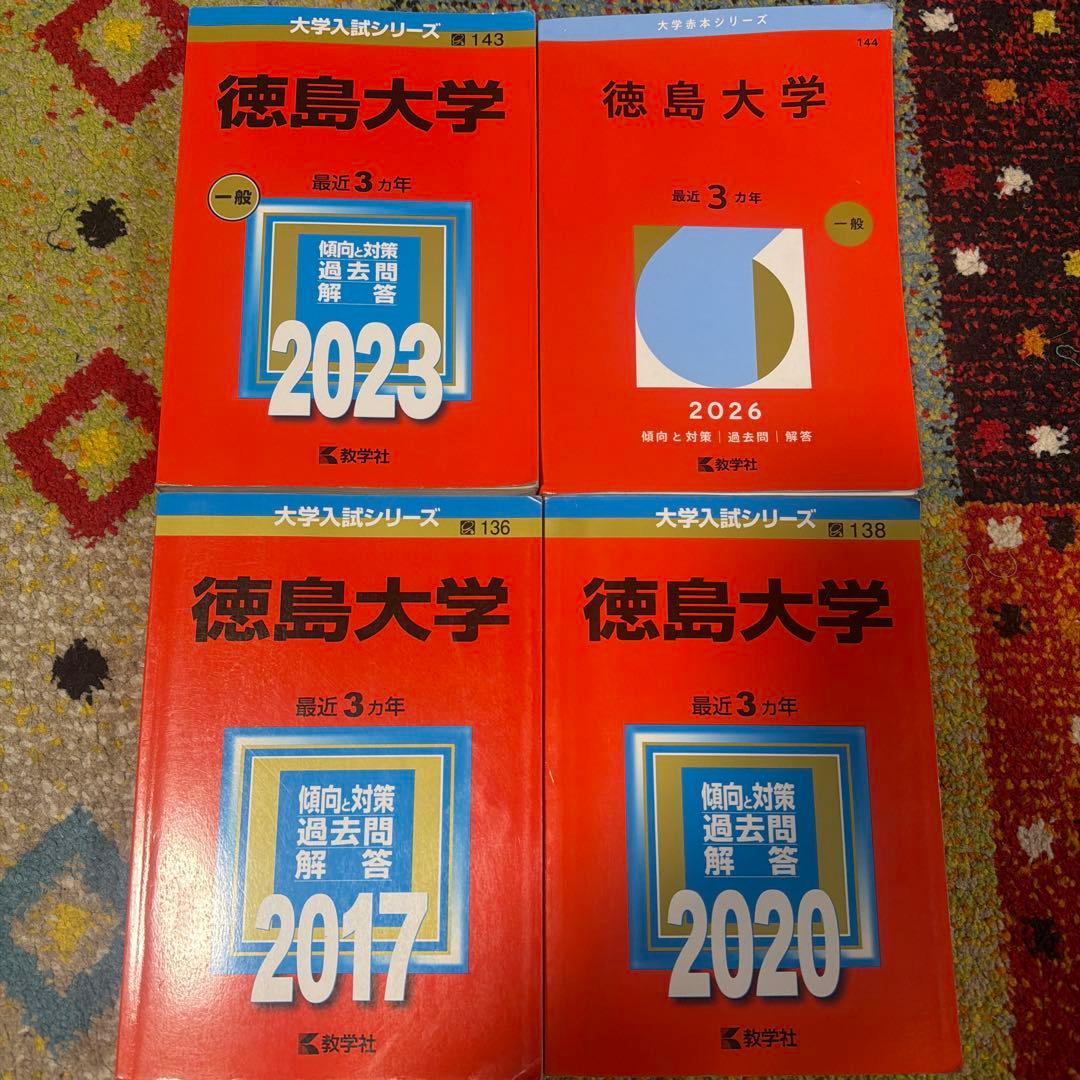 大学入試シリーズ
143
徳島大学
最近3カ年
一般
傾向と対策
過去問
解答
2023
教学社
大学赤本シリーズ
144
徳島大学
最近3カ年
一般
2026
傾向と対策｜過去問｜解答
教学社
大学入試シリーズ
136
徳島大学
最近3カ年
傾向と対策
過去問
解答
2017
教学社
大学入試シリーズ
138
徳島大学
最近3カ年
傾向と対策
過去問
解答
2020
教学社